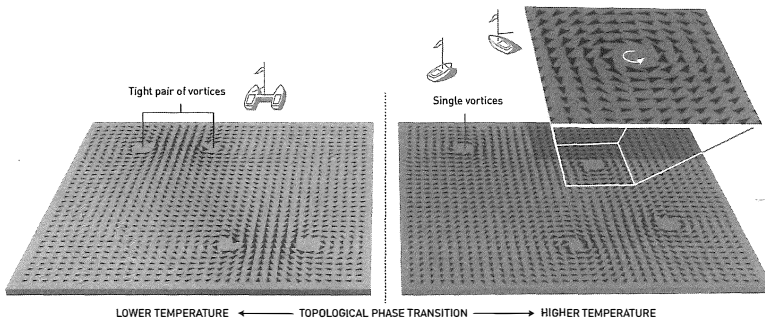 Tight pair of vortices
Single vortices
LOWER TEMPERATURE
TOPOLOGICAL PHASE TRANSITION
HIGHER TEMPERATURE